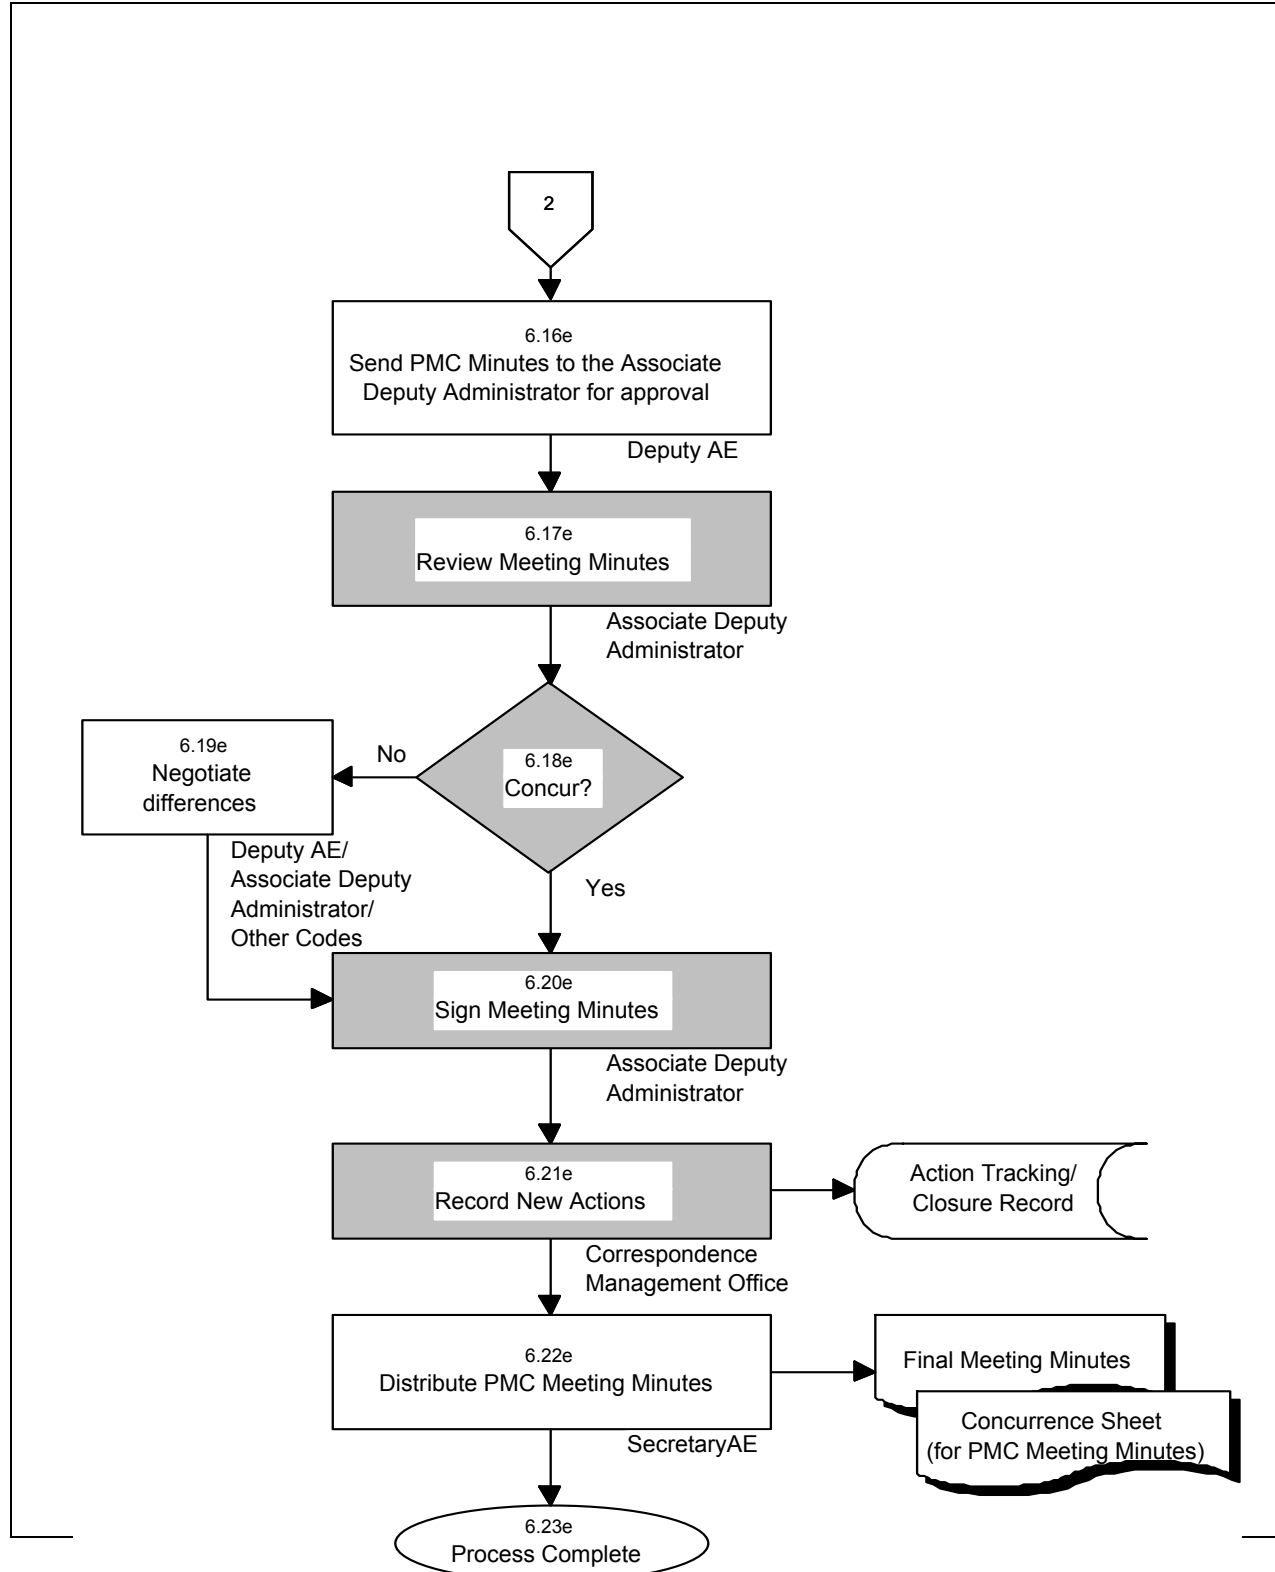 2
6.16e
Send PMC Minutes to the Associate
Deputy Administrator for approval
Deputy AE
6.17e
Review Meeting Minutes
Associate Deputy
Administrator
6.18e
Concur?
No
6.19e
Negotiate
differences
Deputy AE/
Associate Deputy
Administrator/
Other Codes
Yes
6.20e
Sign Meeting Minutes
Associate Deputy
Administrator
6.21e
Record New Actions
Action Tracking/
Closure Record
Correspondence
Management Office
6.22e
Distribute PMC Meeting Minutes
Final Meeting Minutes
Concurrence Sheet
(for PMC Meeting Minutes)
SecretaryAE
6.23e
Process Complete